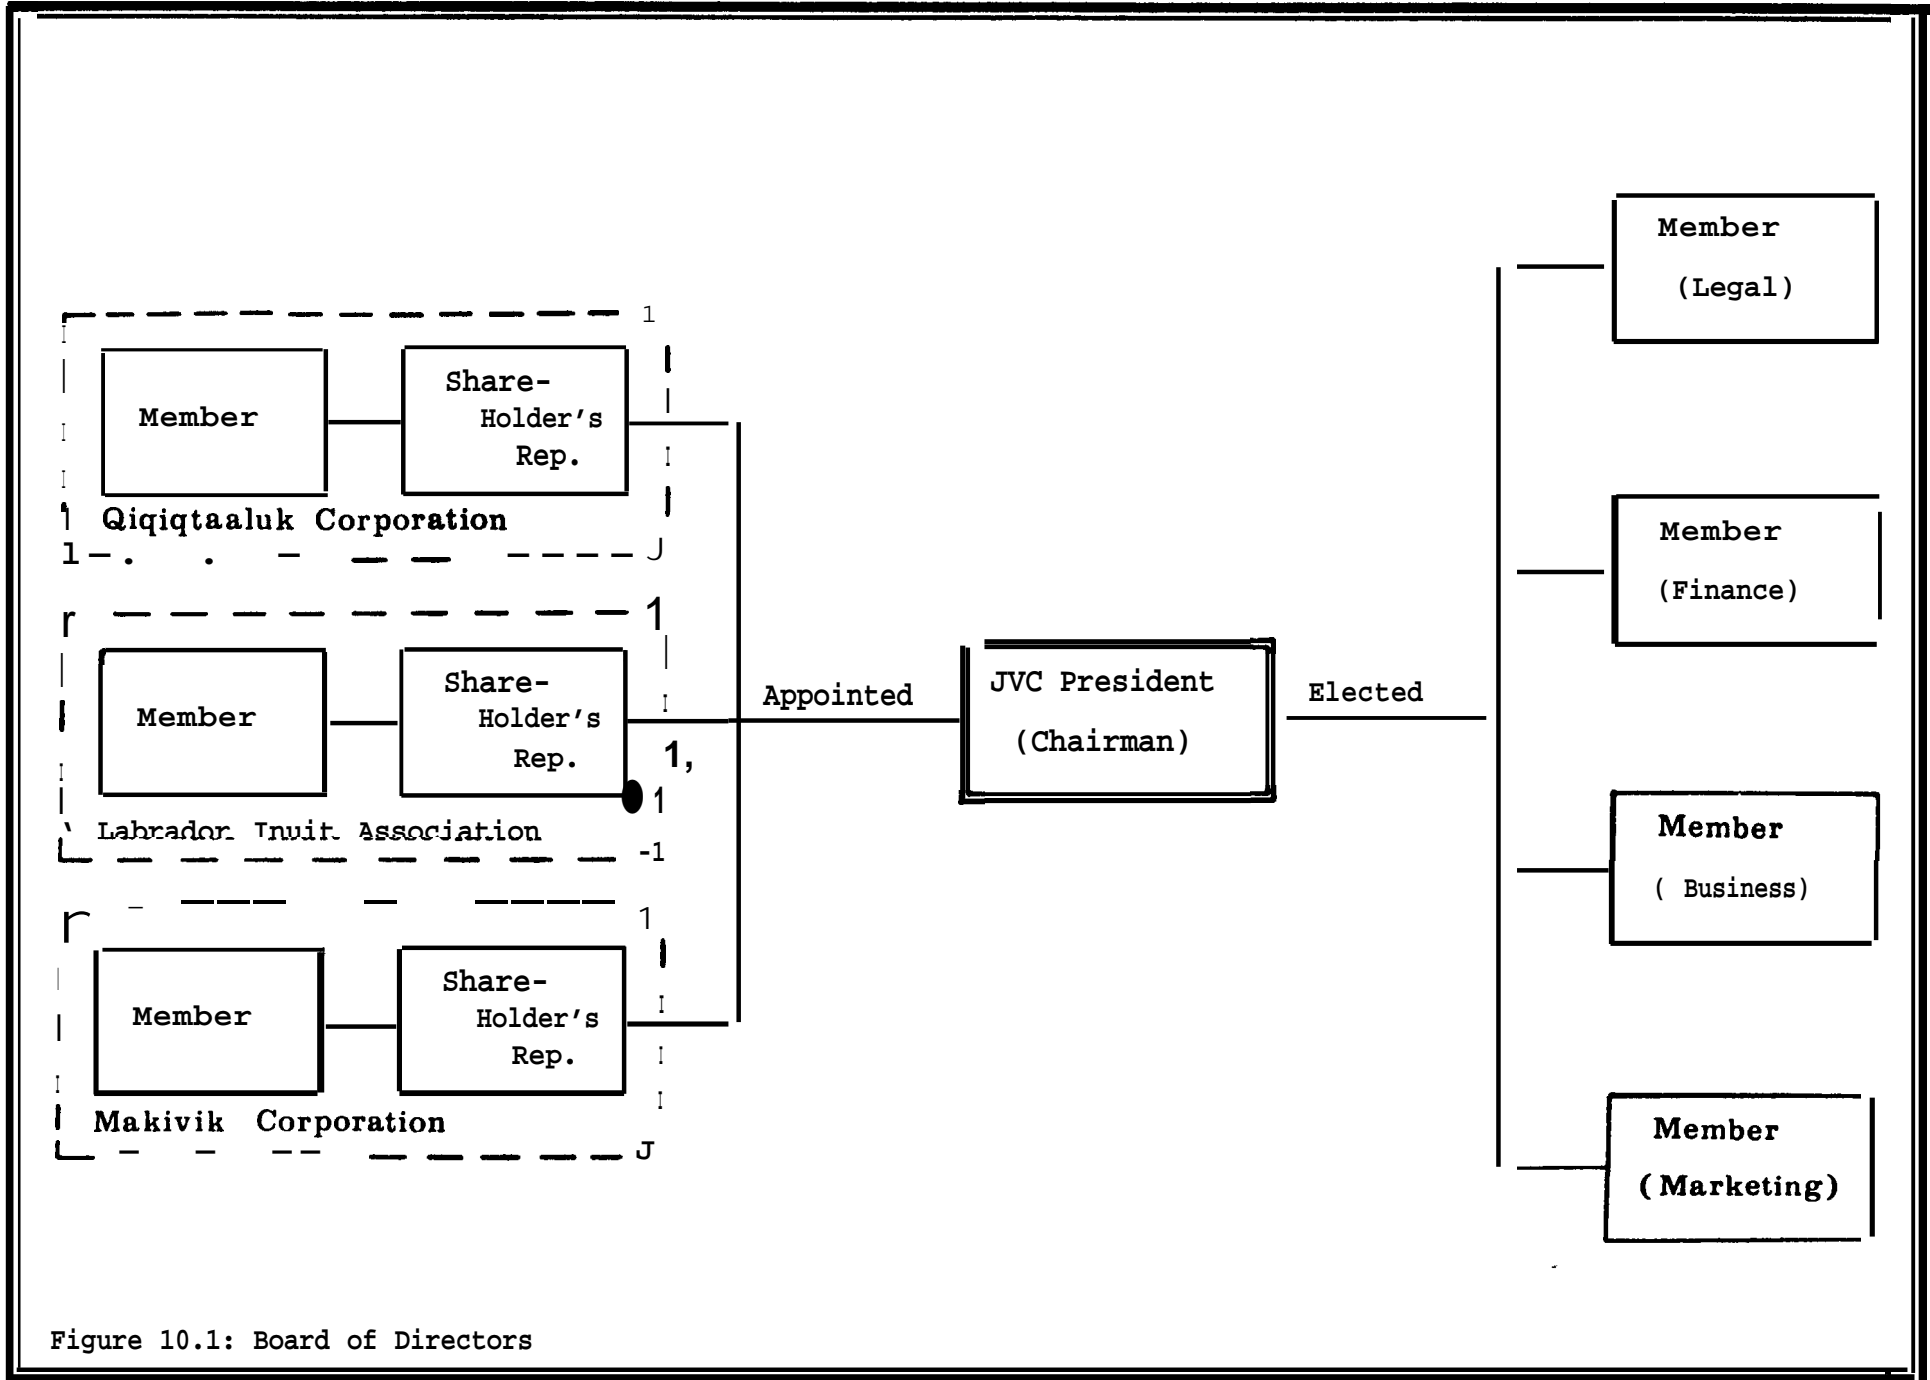 Member
Share-
Holder's
Rep.
Qiqiqtaaluk Corporation
Member
Share-
Holder's
Rep.
Labrador Inuit Association
Member
Share-
Holder's
Rep.
Makivik Corporation
Appointed
JVC President
(Chairman)
Elected
Member
(Legal)
Member
(Finance)
Member
( Business)
Member
(Marketing)
Figure 10.1: Board of Directors